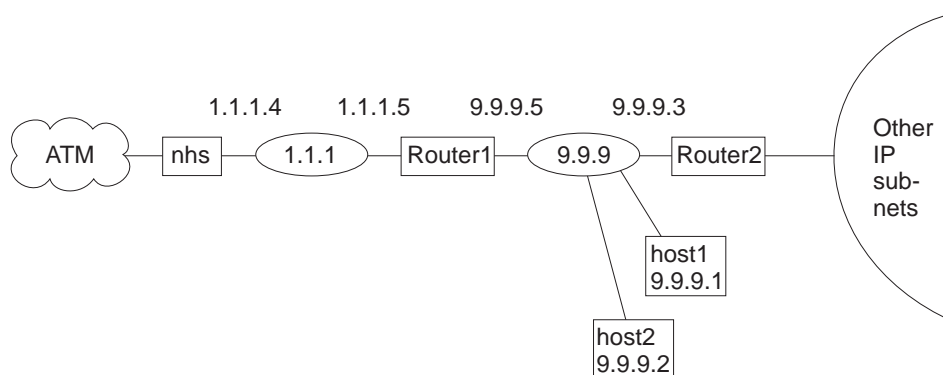 1.1.1.4 1.1.1.5 9.9.9.5 9.9.9.3
ATM nhs 1.1.1 Router1 9.9.9 Router2
Other
IP
sub-
nets
host1
9.9.9.1
host2
9.9.9.2